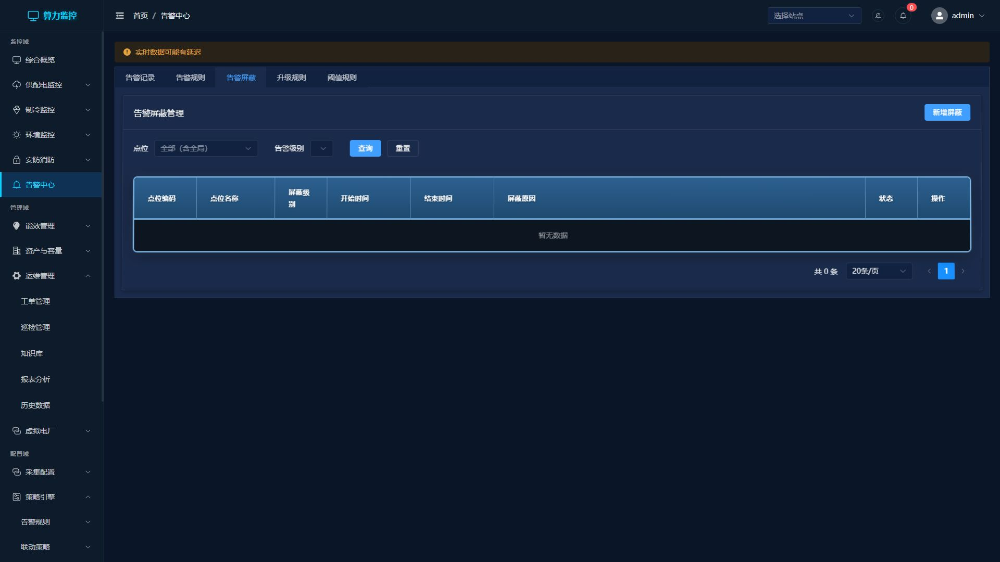 算力监控
首页 / 告警中心
选择站点
0
admin
监控域
综合概览
供配电监控
制冷监控
环境监控
安防消防
告警中心
管理域
能效管理
资产与容量
运维管理
工单管理
巡检管理
知识库
报表分析
历史数据
虚拟电厂
配置域
采集配置
策略引擎
告警规则
联动策略
实时数据可能有延迟
告警记录 告警规则 告警屏蔽 升级规则 阈值规则
告警屏蔽管理
新增屏蔽
点位 全部（含全局） 告警级别 查询 重置
点位编码 点位名称 屏蔽级别 开始时间 结束时间 屏蔽原因 状态 操作
暂无数据
共 0 条 20条/页 1